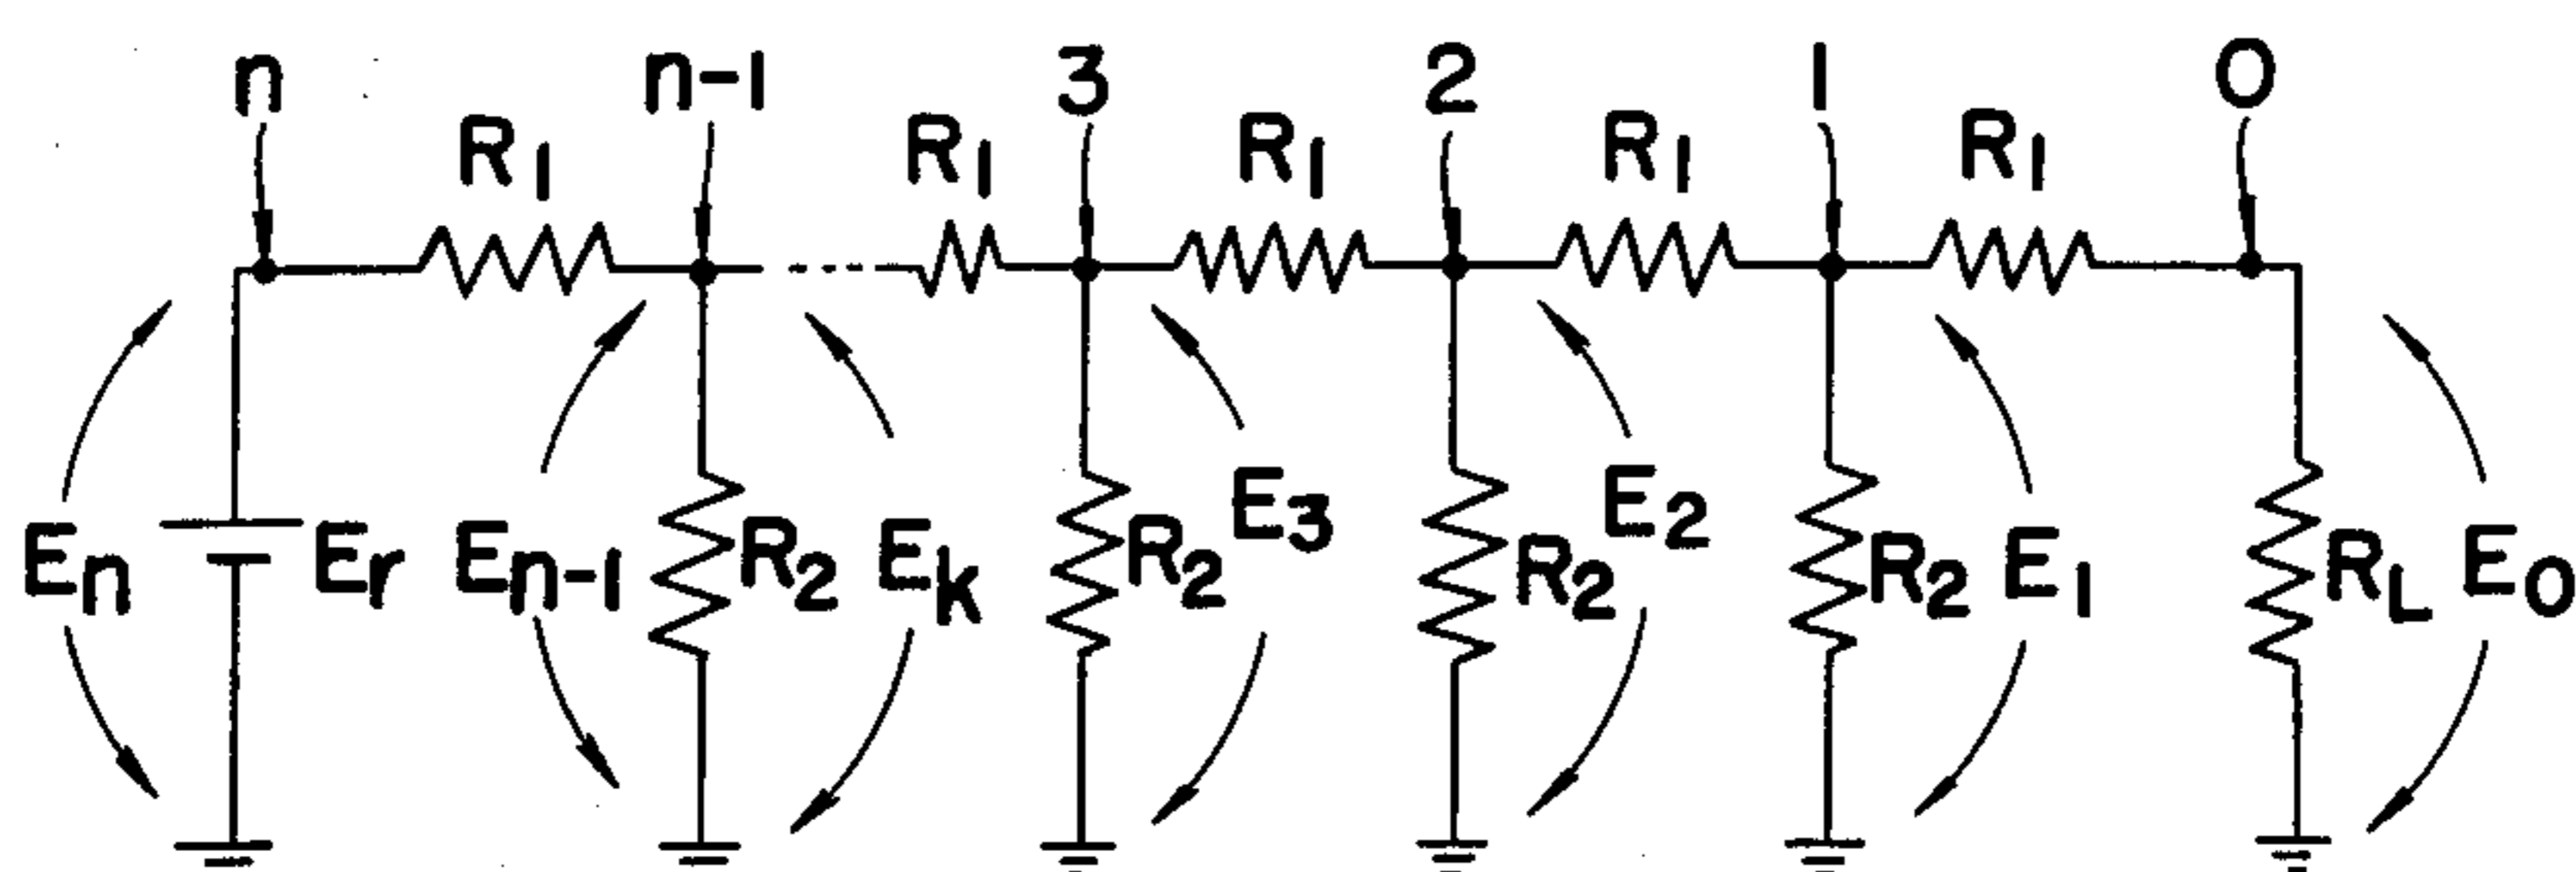 n n-1 3 2 1 0
R1 R1 R1 R1 R1
En Er En-1 R2 Ek R2 E3 R2 E2 R2 E1 RL E0